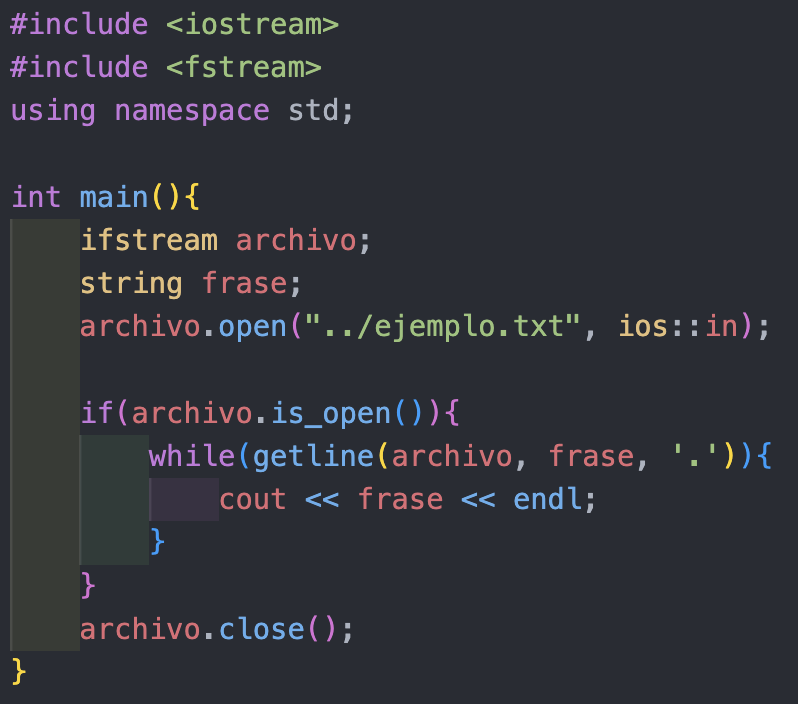 #include <iostream>
#include <fstream>
using namespace std;

int main(){
    ifstream archivo;
    string frase;
    archivo.open("../ejemplo.txt", ios::in);

    if(archivo.is_open()){
        while(getline(archivo, frase, '.')){
            cout << frase << endl;
        }
    }
    archivo.close();
}